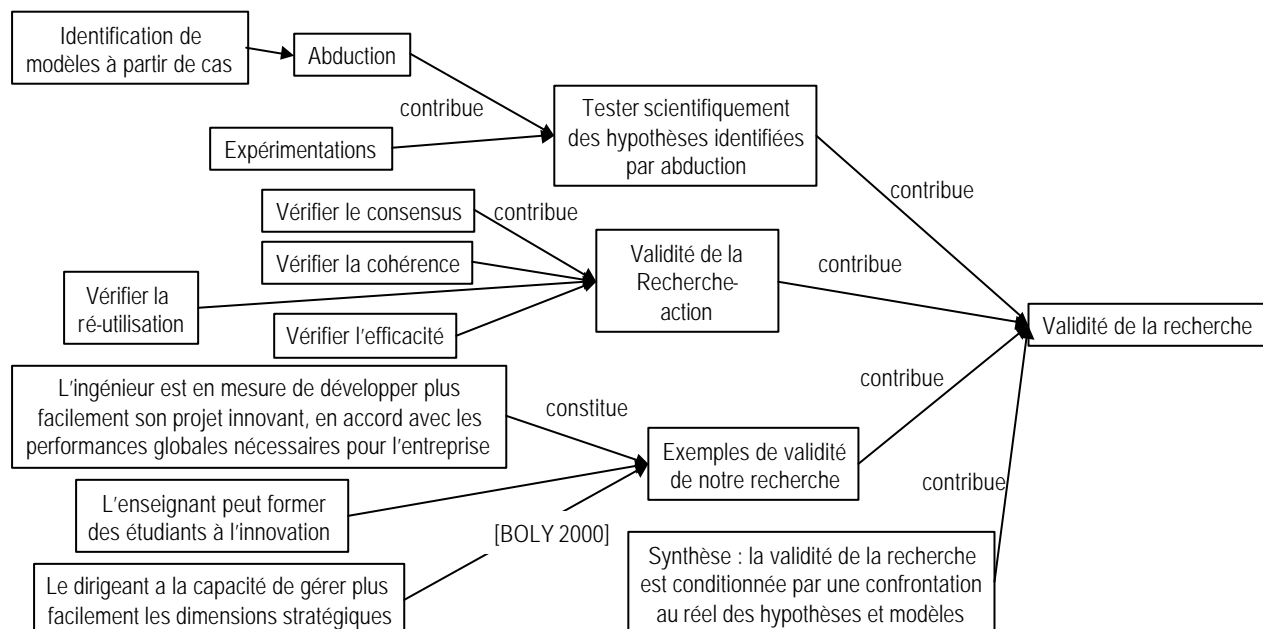 Identification de
modèles à partir de cas
Abduction
contribue
Expérimentations
Tester scientifiquement
des hypothèses identifiées
par abduction
contribue
Vérifier le consensus
contribue
Vérifier la cohérence
Vérifier la
ré-utilisation
Vérifier l'efficacité
Validité de la
Recherche-
action
contribue
Validité de la recherche
L'ingénieur est en mesure de développer plus
facilement son projet innovant, en accord avec les
performances globales nécessaires pour l'entreprise
constitue
contribue
Exemples de validité
de notre recherche
L'enseignant peut former
des étudiants à l'innovation
[BOLY 2000]
contribue
Le dirigeant a la capacité de gérer plus
facilement les dimensions stratégiques
Synthèse : la validité de la recherche
est conditionnée par une confrontation
au réel des hypothèses et modèles